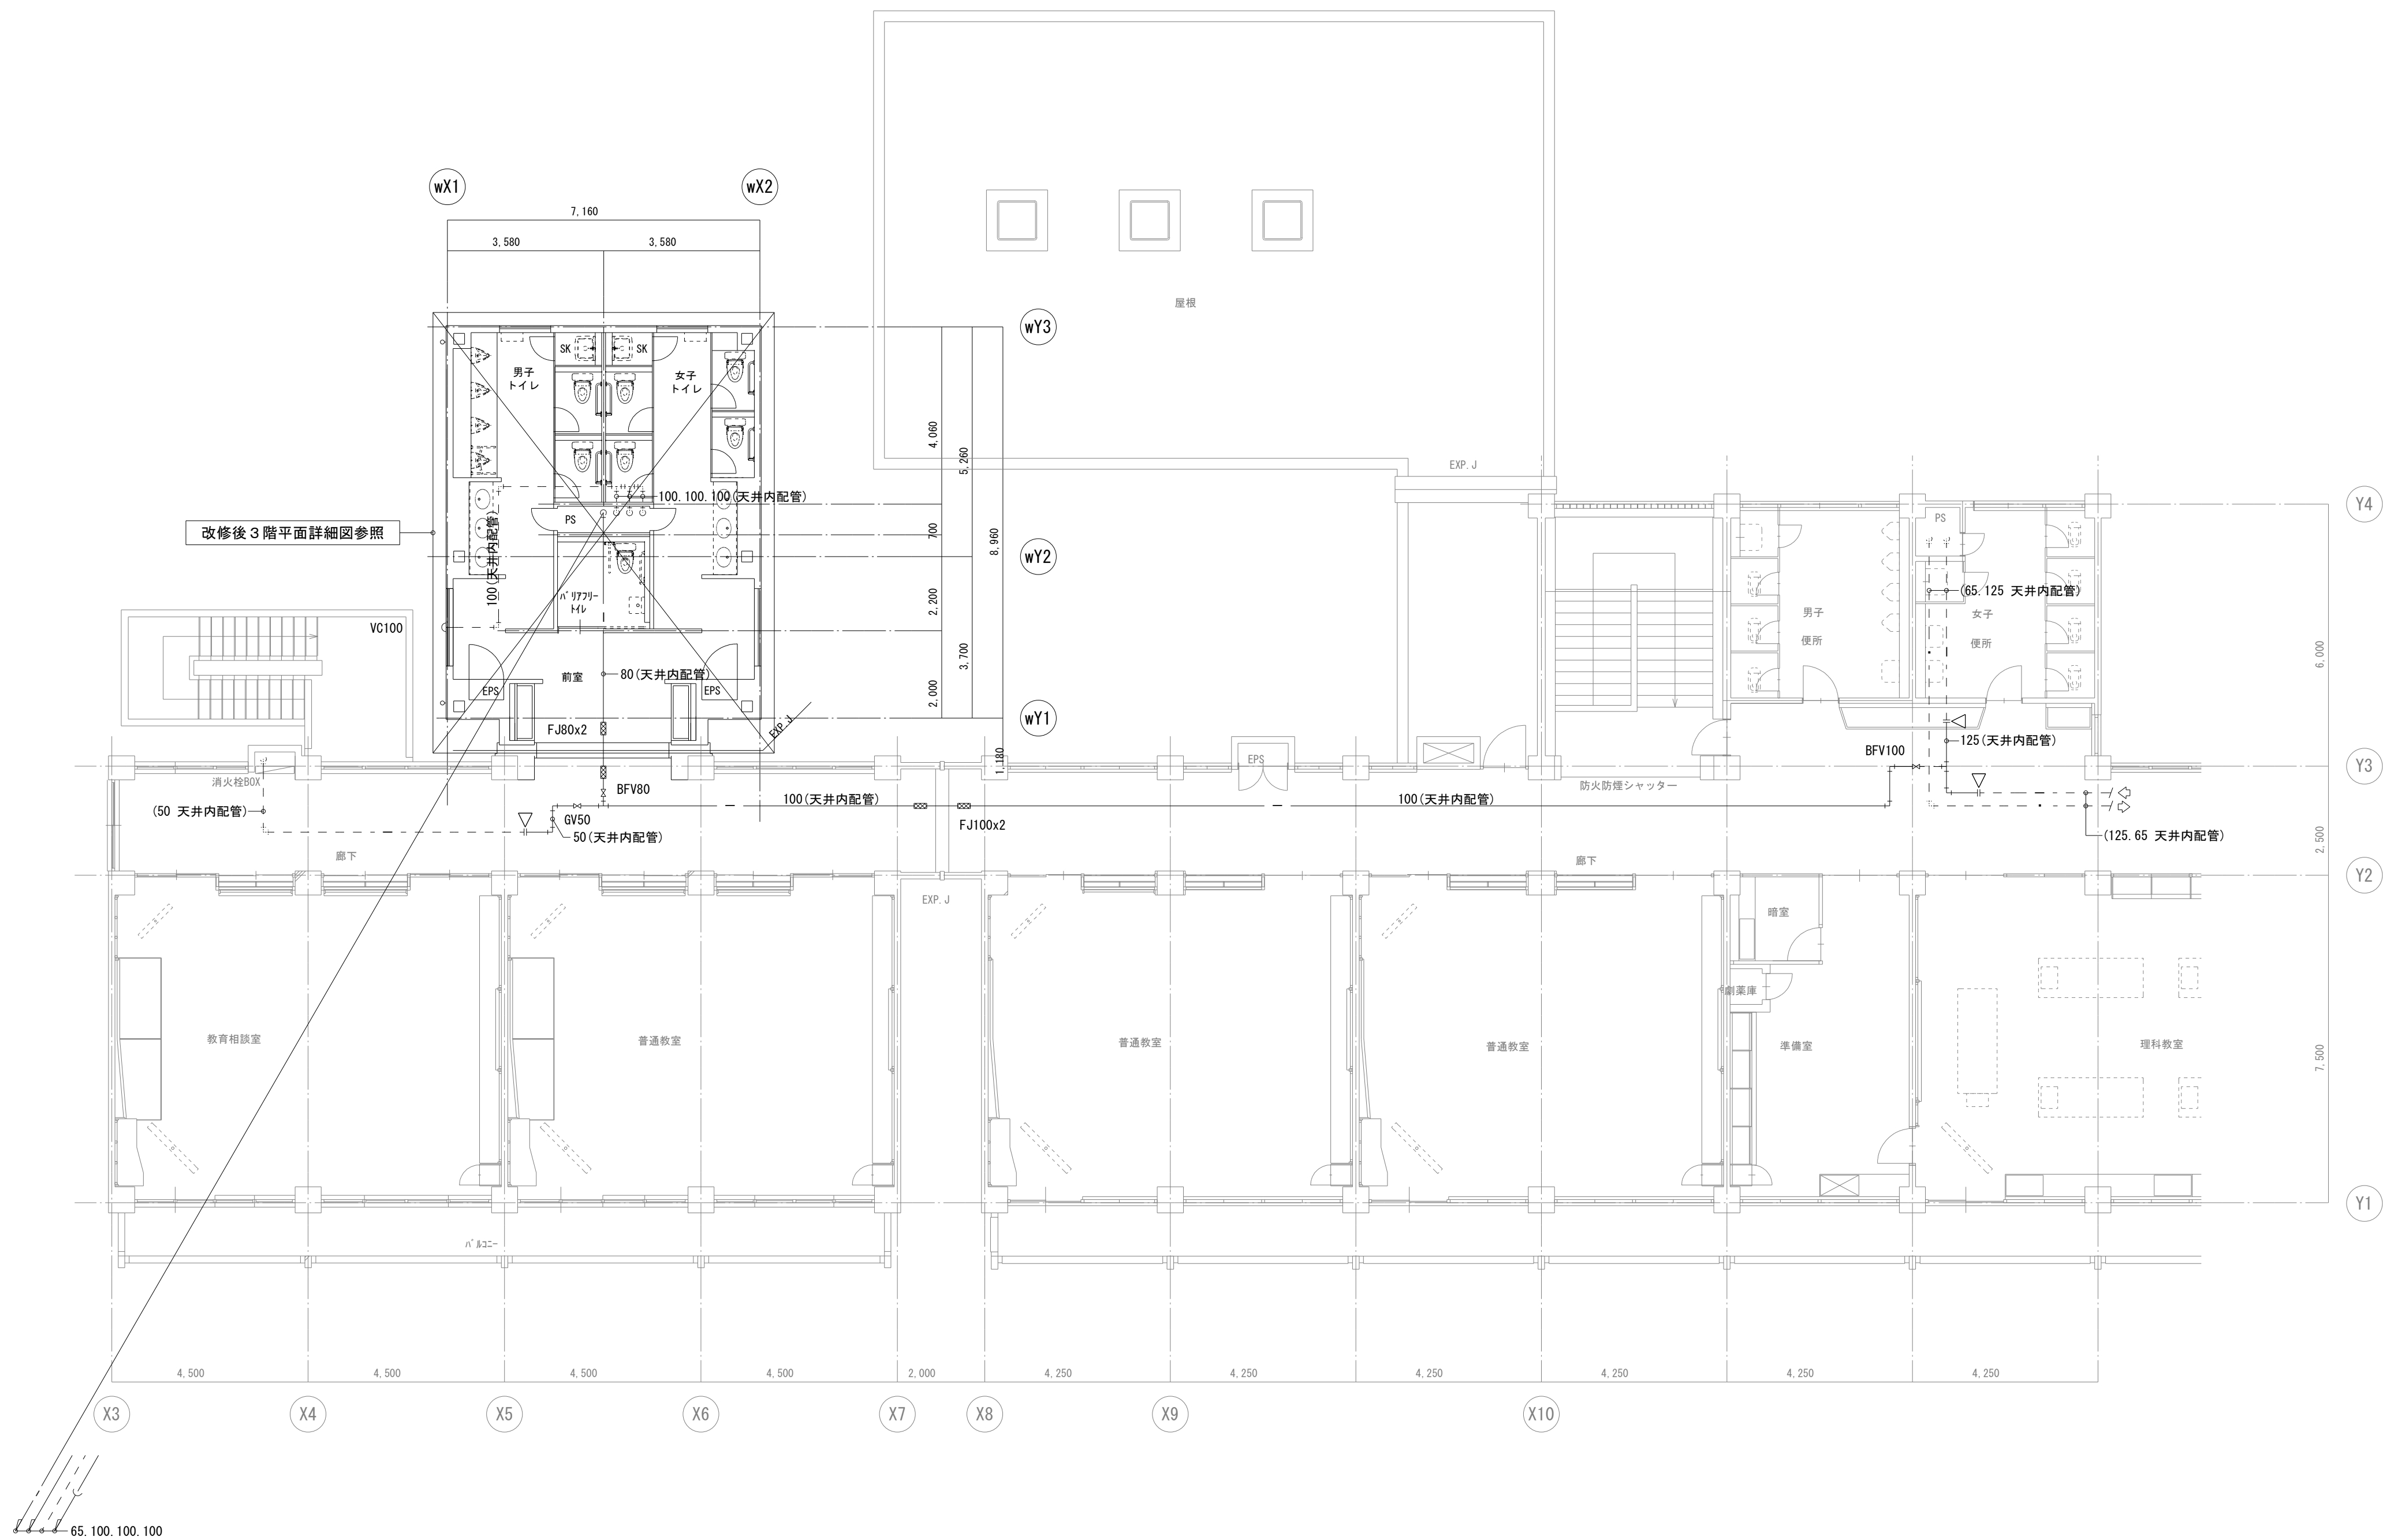 wX1
wX2
7,160
3,580
3,580
屋根
wY3
SK
SK
男子
トイレ
女子
トイレ
4,060
5,260
EXP.J
100.100.100(天井内配管)
Y4
PS
PS
改修後3階平面詳細図参照
100(天井内配管)
700
8,960
wY2
バリアフリー
トイレ
2,200
(65.125 天井内配管)
男子
便所
女子
便所
VC100
3,700
6,000
前室
80(天井内配管)
EPS
EPS
2,000
wY1
FJ80x2
EXP.J
125(天井内配管)
BFV100
1,180
EPS
Y3
消火栓BOX
防火防煙シャッター
BFV80
(50 天井内配管)
100(天井内配管)
100(天井内配管)
GV50
FJ100x2
50(天井内配管)
(125.65 天井内配管)
2,500
廊下
廊下
Y2
EXP.J
暗室
劇薬庫
教育相談室
普通教室
普通教室
普通教室
準備室
理科教室
7,500
Y1
バルコニー
4,500
4,500
4,500
4,500
2,000
4,250
4,250
4,250
4,250
4,250
4,250
X3
X4
X5
X6
X7
X8
X9
X10
65.100.100.100